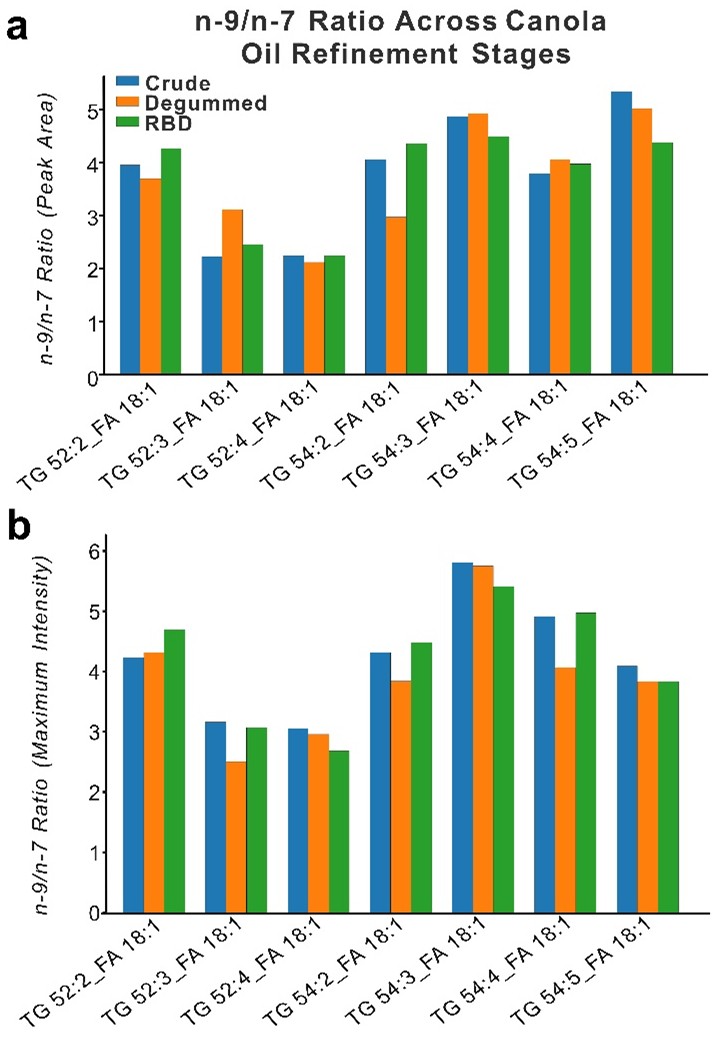 a
n-9/n-7 Ratio Across Canola
Oil Refinement Stages
Crude
Degummed
RBD
n-9/n-7 Ratio (Peak Area)
5
4
3
2
1
0
TG 52:2_FA 18:1
TG 52:3_FA 18:1
TG 52:4_FA 18:1
TG 54:2_FA 18:1
TG 54:3_FA 18:1
TG 54:4_FA 18:1
TG 54:5_FA 18:1
b
n-9/n-7 Ratio (Maximum Intensity)
6
5
4
3
2
1
0
TG 52:2_FA 18:1
TG 52:3_FA 18:1
TG 52:4_FA 18:1
TG 54:2_FA 18:1
TG 54:3_FA 18:1
TG 54:4_FA 18:1
TG 54:5_FA 18:1